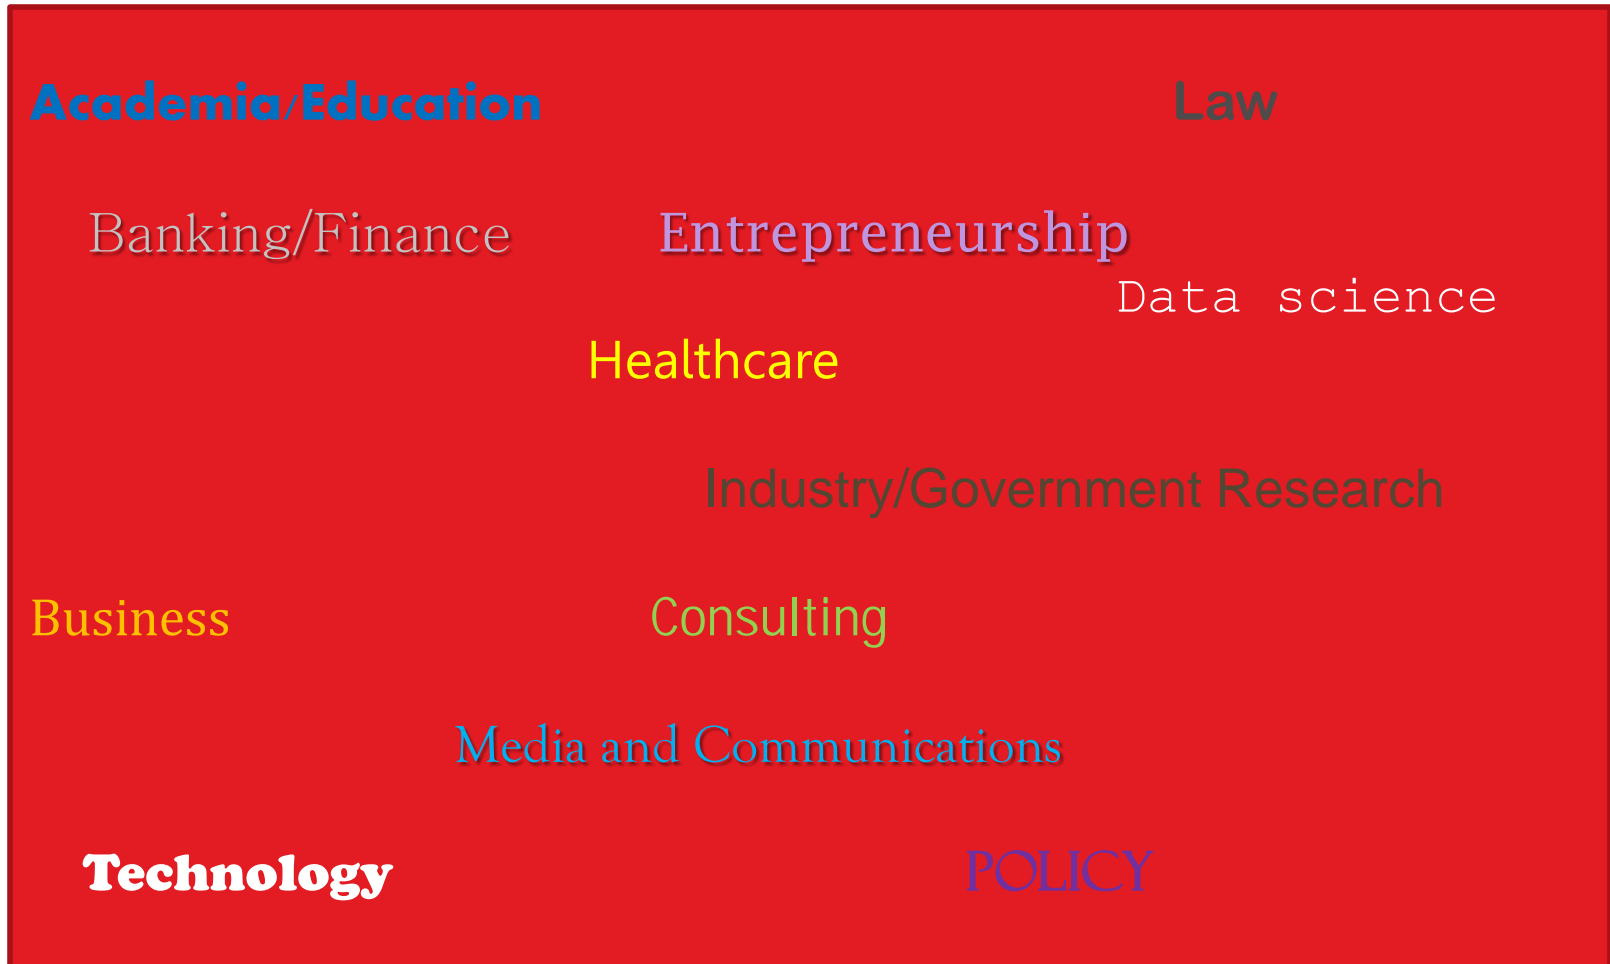 Academia/Education
Law
Banking/Finance
Entrepreneurship
Data science
Healthcare
Industry/Government Research
Business
Consulting
Media and Communications
Technology
POLICY